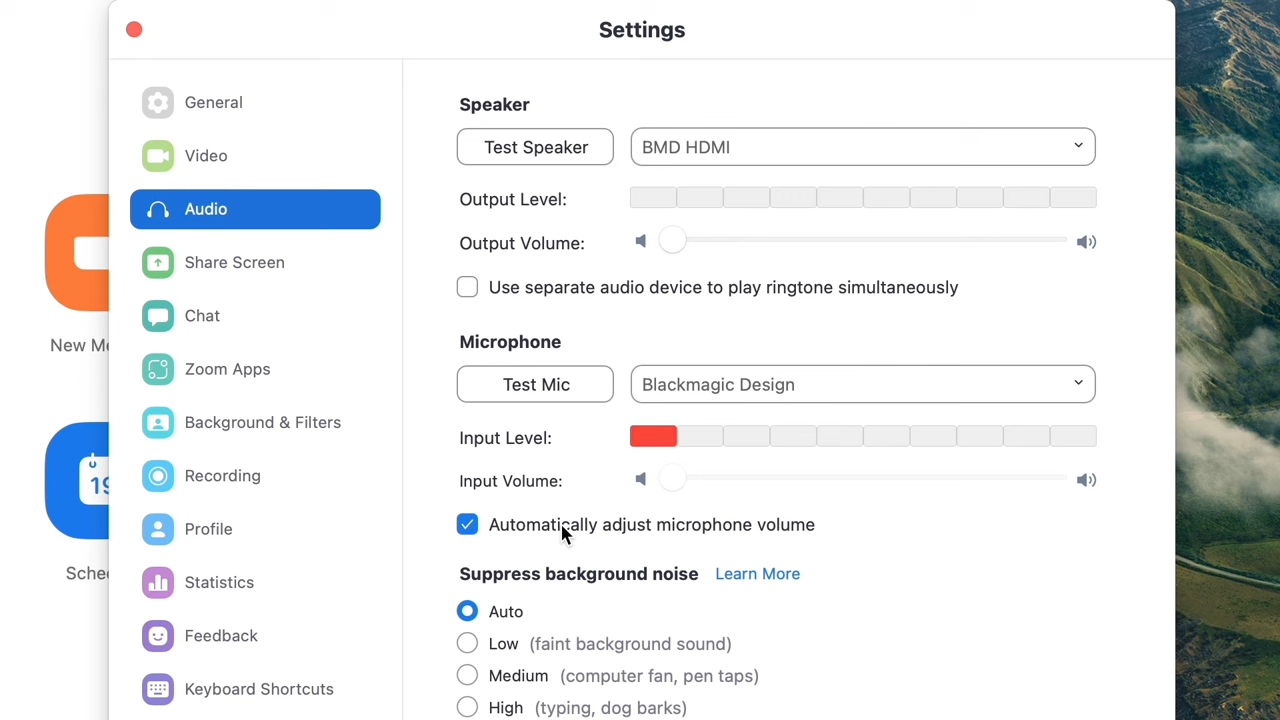 Settings
General
Video
Audio
Share Screen
Chat
Zoom Apps
Background & Filters
Recording
Profile
Statistics
Feedback
Keyboard Shortcuts
Speaker
Test Speaker
BMD HDMI
Output Level:
Output Volume:
Use separate audio device to play ringtone simultaneously
Microphone
Test Mic
Blackmagic Design
Input Level:
Input Volume:
Automatically adjust microphone volume
Suppress background noise Learn More
Auto
Low (faint background sound)
Medium (computer fan, pen taps)
High (typing, dog barks)
New Me
19
Sche